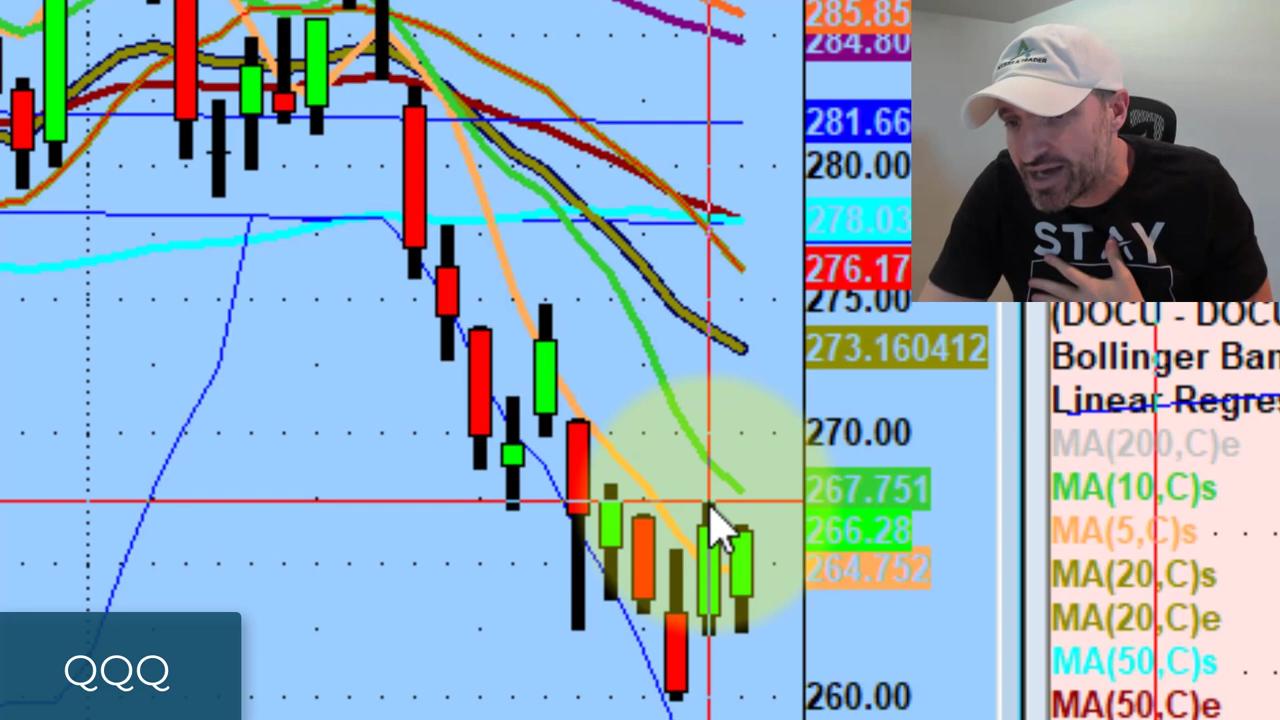 285.85
284.80
281.66
280.00
278.03
276.17
275.00
273.160412
270.00
267.751
266.28
264.752
260.00
STAY
(DOCU - DOCU
Bollinger Ban
Linear Regres
MA(200,C)e
MA(10,C)s
MA(5,C)s
MA(20,C)s
MA(20,C)e
MA(50,C)s
MA(50,C)e
QQQ